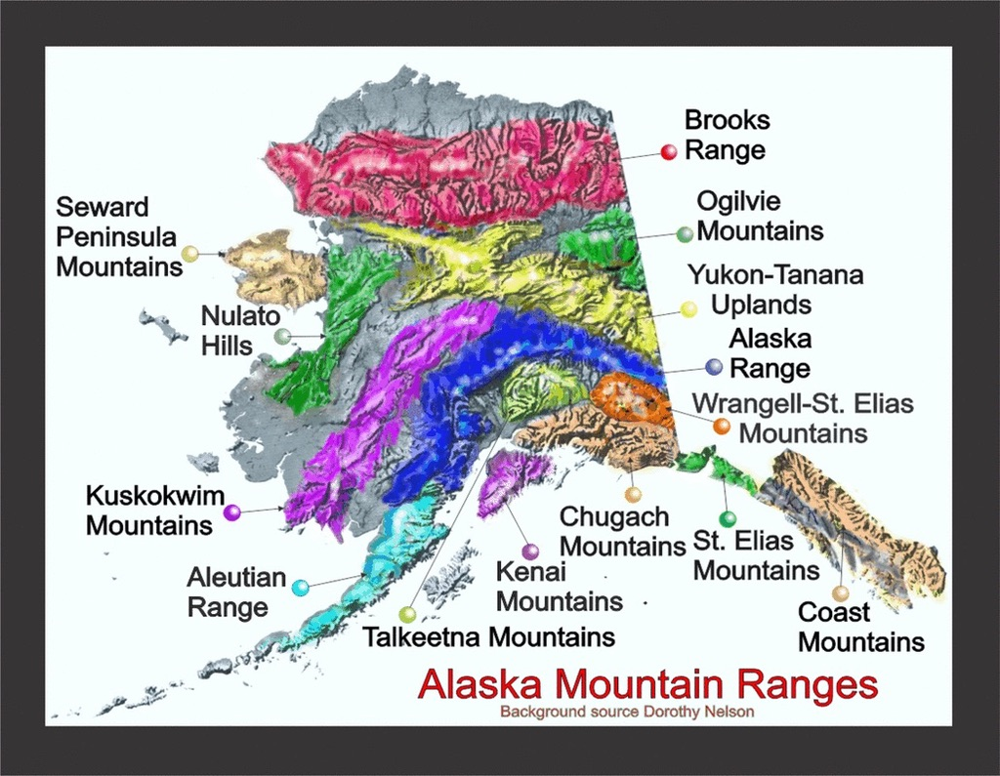 Brooks
Range
Ogilvie
Mountains
Seward
Peninsula
Mountains
Yukon-Tanana
Uplands
Nulato
Hills
Alaska
Range
Wrangell-St. Elias
Mountains
Kuskokwim
Mountains
Chugach
Mountains
St. Elias
Mountains
Aleutian
Range
Kenai
Mountains
Coast
Mountains
Talkeetna Mountains
Alaska Mountain Ranges
Background source Dorothy Nelson